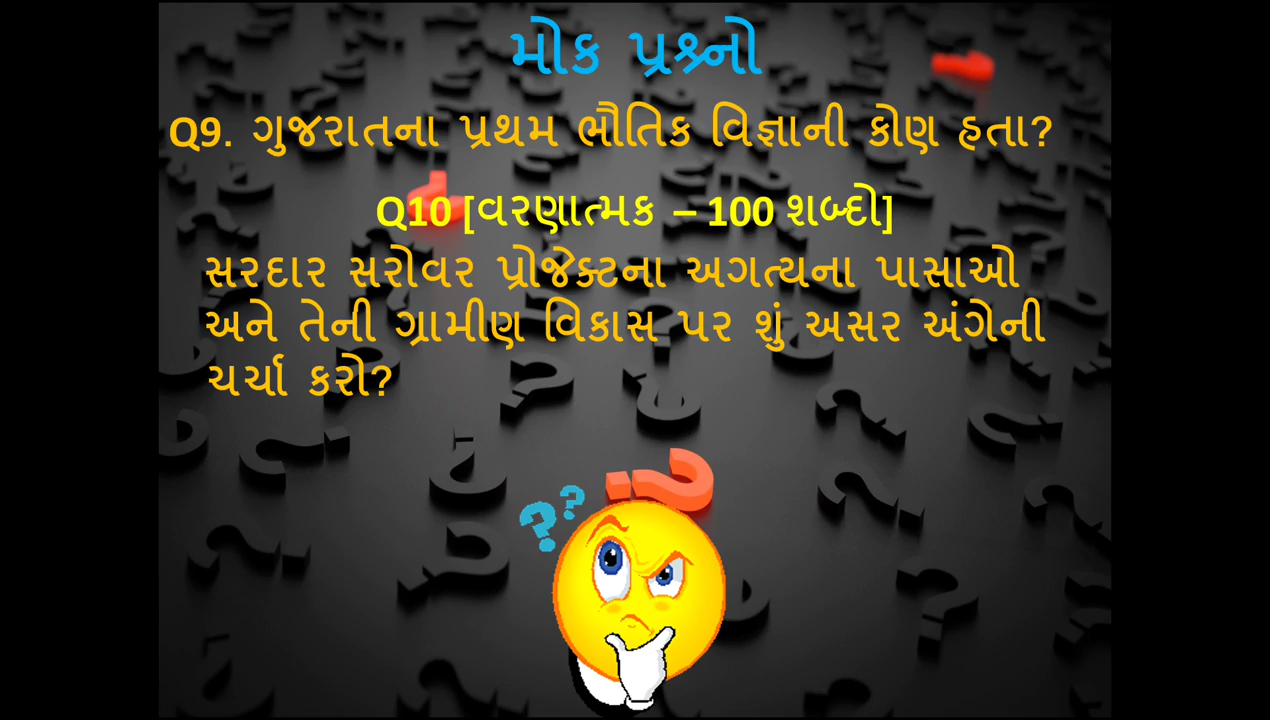 મોક પ્રશ્નો
Q9. ગુજરાતના પ્રથમ ભૌતિક વિજ્ઞાની કોણ હતા?
Q10 [વરણાત્મક – 100 શબ્દો]
સરદાર સરોવર પ્રોજેક્ટના અગત્યના પાસાઓ
અને તેની ગ્રામીણ વિકાસ પર શું અસર અંગેની
ચર્ચા કરો?
??